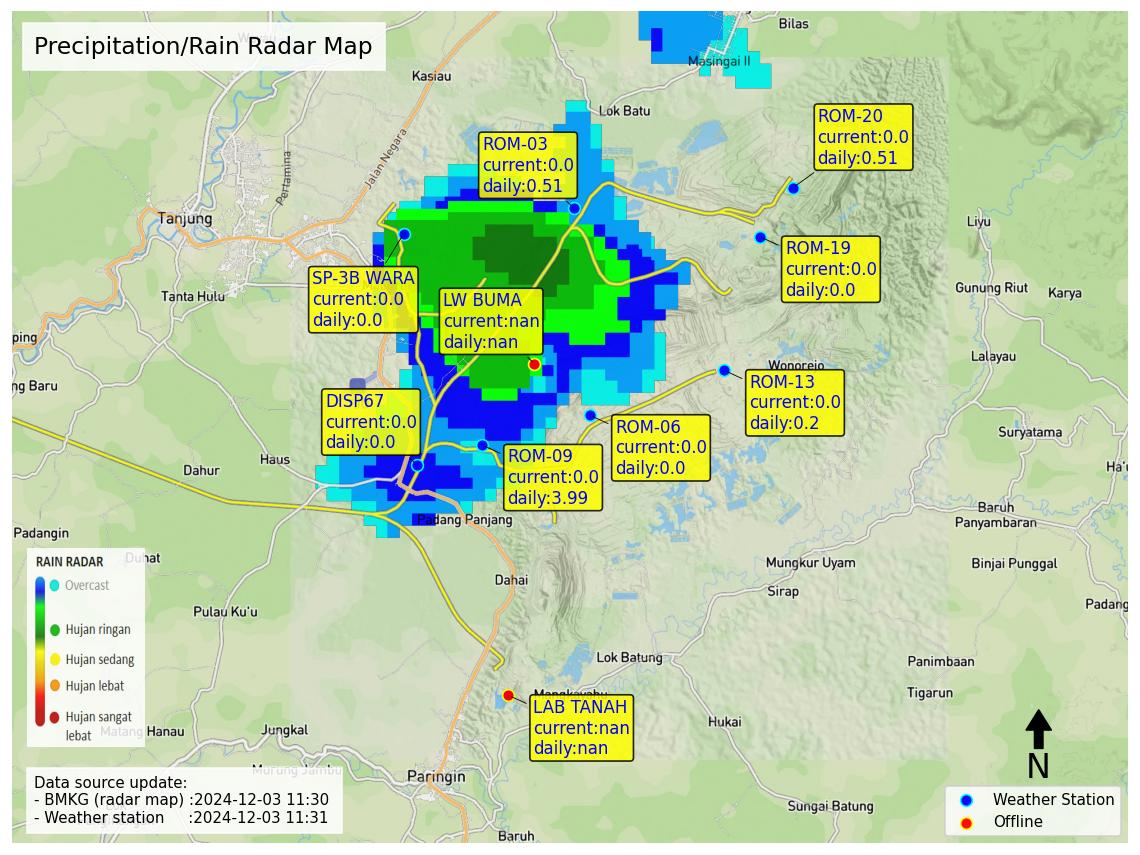 Precipitation/Rain Radar Map
Bilas
Masingai II
Kasiau
Lok Batu
Jalan Negara
Pertamina
ROM-20
current:0.0
daily:0.51
ROM-03
current:0.0
daily:0.51
Tanjung
Liyu
ROM-19
current:0.0
daily:0.0
SP-3B WARA
current:0.0
daily:0.0
Tanta Hulu
LW BUMA
current:nan
daily:nan
Gunung Riut
Karya
ping
Lalayau
Wonorejo
ng Baru
ROM-13
current:0.0
daily:0.2
DISP67
current:0.0
daily:0.0
ROM-06
current:0.0
daily:0.0
Suryatama
ROM-09
current:0.0
daily:3.99
Haus
Dahur
Ha'u
Baruh
Panyambaran
Padang Panjang
Padangin
Duhat
Mungkur Uyam
Binjai Punggal
Dahai
Sirap
Padang
Pulau Ku'u
RAIN RADAR
Overcast
Hujan ringan
Hujan sedang
Hujan lebat
Hujan sangat
lebat
Lok Batung
Panimbaan
Tigarun
Mangkayahu
LAB TANAH
current:nan
daily:nan
Hukai
Matang Hanau
Jungkal
Murung Jambu
Paringin
N
Sungai Batung
Baruh
Data source update:
- BMKG (radar map) :2024-12-03 11:30
- Weather station :2024-12-03 11:31
Weather Station
Offline